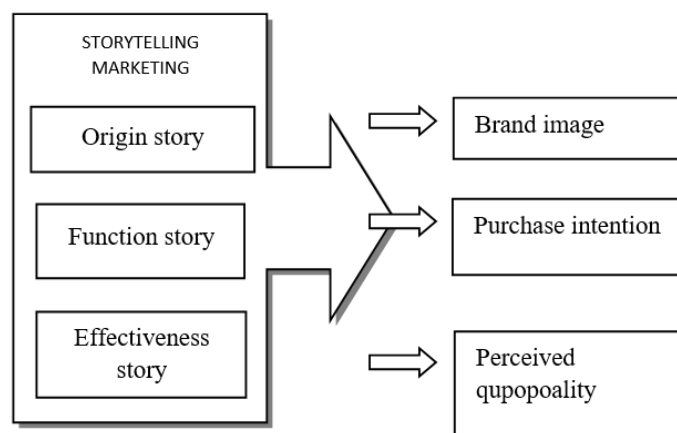 STORYTELLING
MARKETING
Origin story
Function story
Effectiveness
story
Brand image
Purchase intention
Perceived
qupopoality